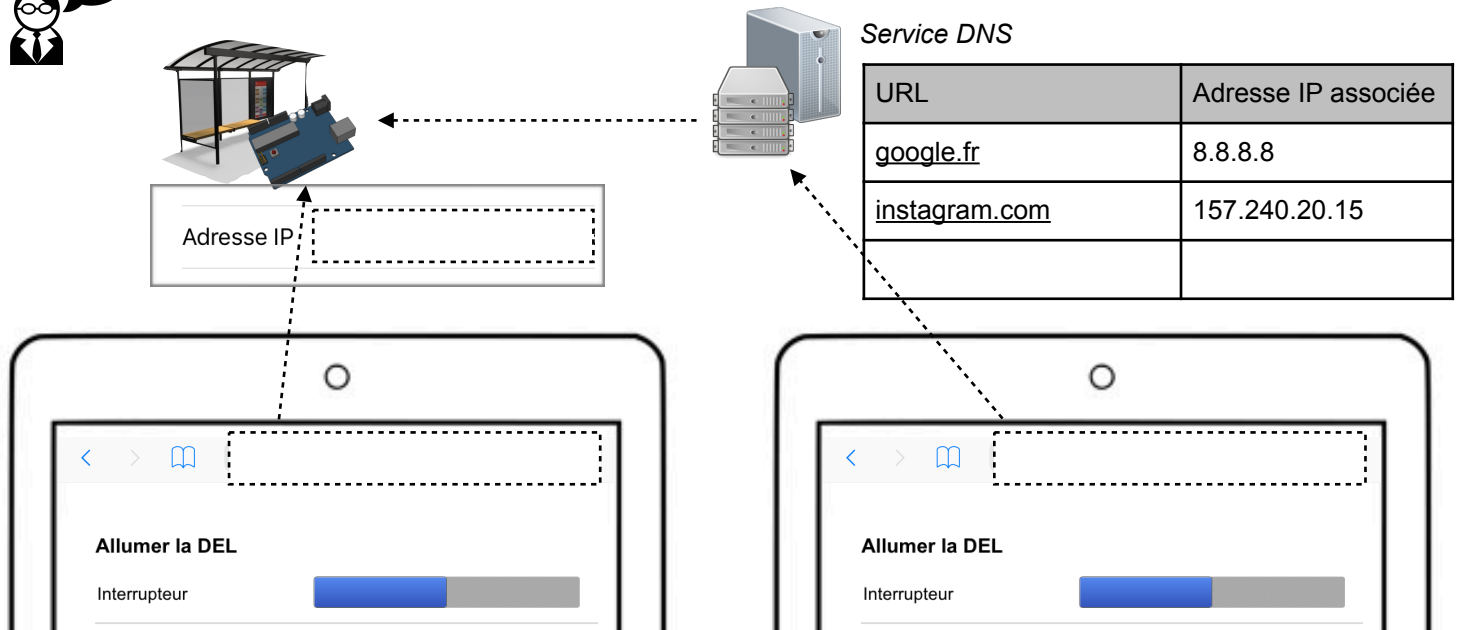 Service DNS
URL Adresse IP associée
google.fr 8.8.8.8
instagram.com 157.240.20.15
Adresse IP
Allumer la DEL
Interrupteur
Allumer la DEL
Interrupteur